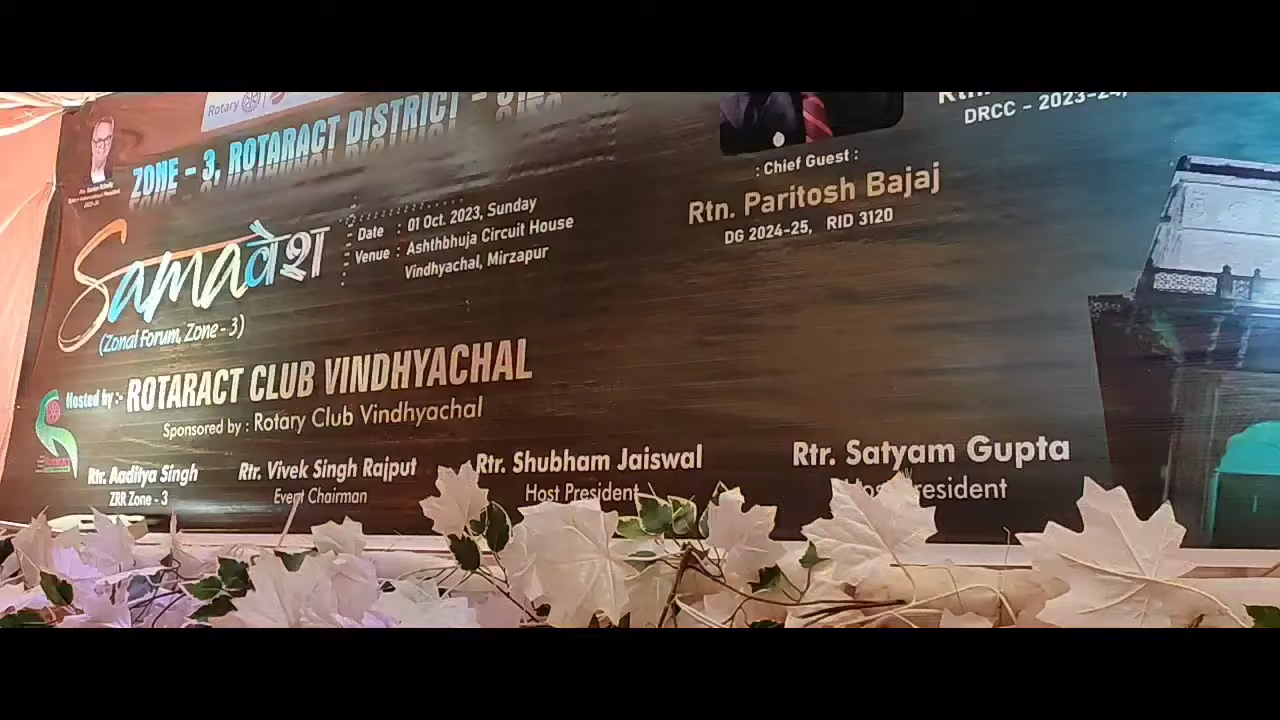 Rotary
ZONE - 3, ROTARACT DISTRICT -
Samaवेश
(Zonal Forum, Zone - 3)
Date : 01 Oct. 2023, Sunday
Venue : Ashthbhuja Circuit House
Vindhyachal, Mirzapur
Hosted by :- ROTARACT CLUB VINDHYACHAL
Sponsored by : Rotary Club Vindhyachal
DRCC - 2023-24,
: Chief Guest :
Rtn. Paritosh Bajaj
DG 2024-25, RID 3120
Rtr. Aaditya Singh
ZRR Zone - 3
Rtr. Vivek Singh Rajput
Event Chairman
Rtr. Shubham Jaiswal
Host President
Rtr. Satyam Gupta